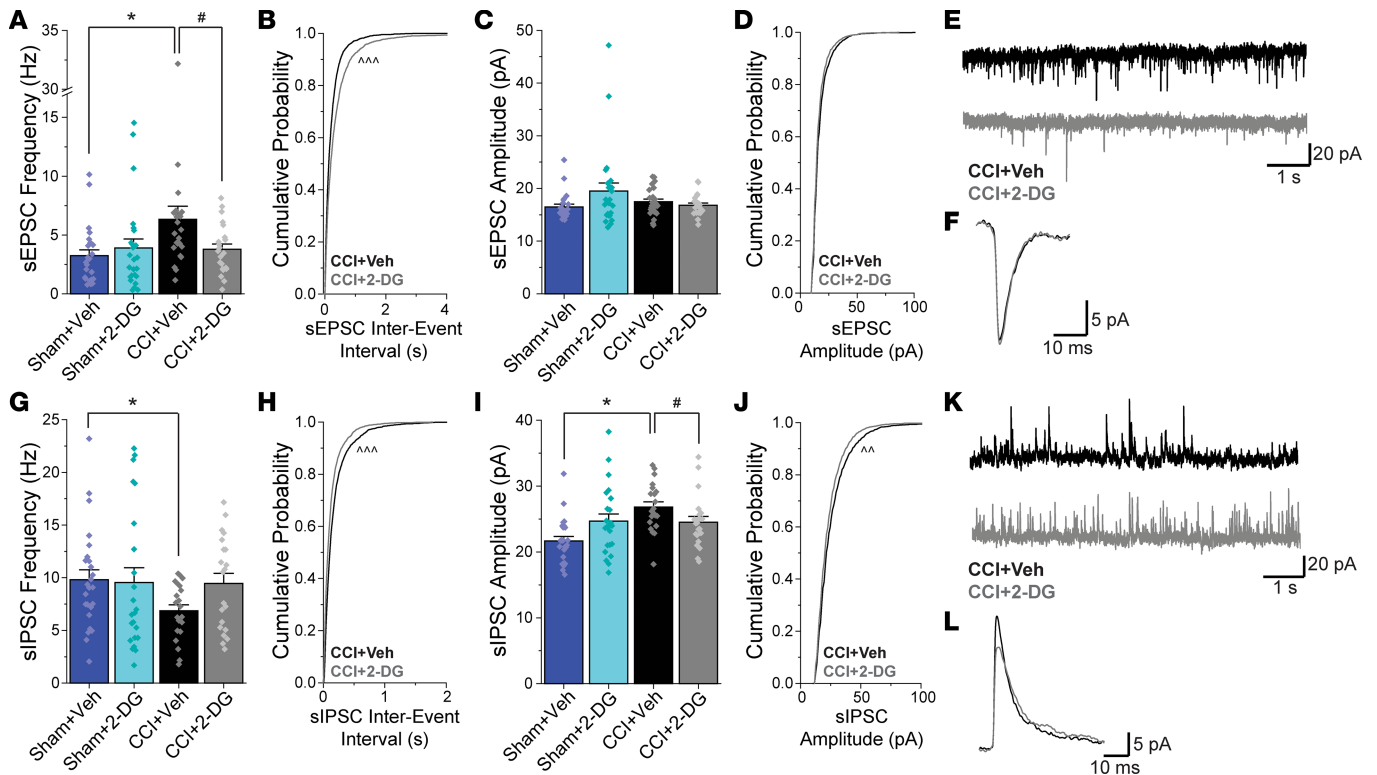 A
sEPSC Frequency (Hz)
35
30
15
10
5
0
*
#
Sham+Veh
Sham+2-DG
CCI+Veh
CCI+2-DG
B
Cumulative Probability
1.0
0.8
0.6
0.4
0.2
0
^^^
CCI+Veh
CCI+2-DG
0
2
4
sEPSC Inter-Event
Interval (s)
C
sEPSC Amplitude (pA)
50
40
30
20
10
0
Sham+Veh
Sham+2-DG
CCI+Veh
CCI+2-DG
D
Cumulative Probability
1.0
0.8
0.6
0.4
0.2
0
CCI+Veh
CCI+2-DG
0
50
100
sEPSC
Amplitude (pA)
E
20 pA
1 s
CCI+Veh
CCI+2-DG
F
5 pA
10 ms
G
sIPSC Frequency (Hz)
25
20
15
10
5
0
*
Sham+Veh
Sham+2-DG
CCI+Veh
CCI+2-DG
H
Cumulative Probability
1.0
0.8
0.6
0.4
0.2
0
^^^
CCI+Veh
CCI+2-DG
0
1
2
sIPSC Inter-Event
Interval (s)
I
sIPSC Amplitude (pA)
40
30
20
10
0
*
#
Sham+Veh
Sham+2-DG
CCI+Veh
CCI+2-DG
J
Cumulative Probability
1.0
0.8
0.6
0.4
0.2
0
^^
CCI+Veh
CCI+2-DG
0
50
100
sIPSC
Amplitude (pA)
K
20 pA
1 s
CCI+Veh
CCI+2-DG
L
5 pA
10 ms